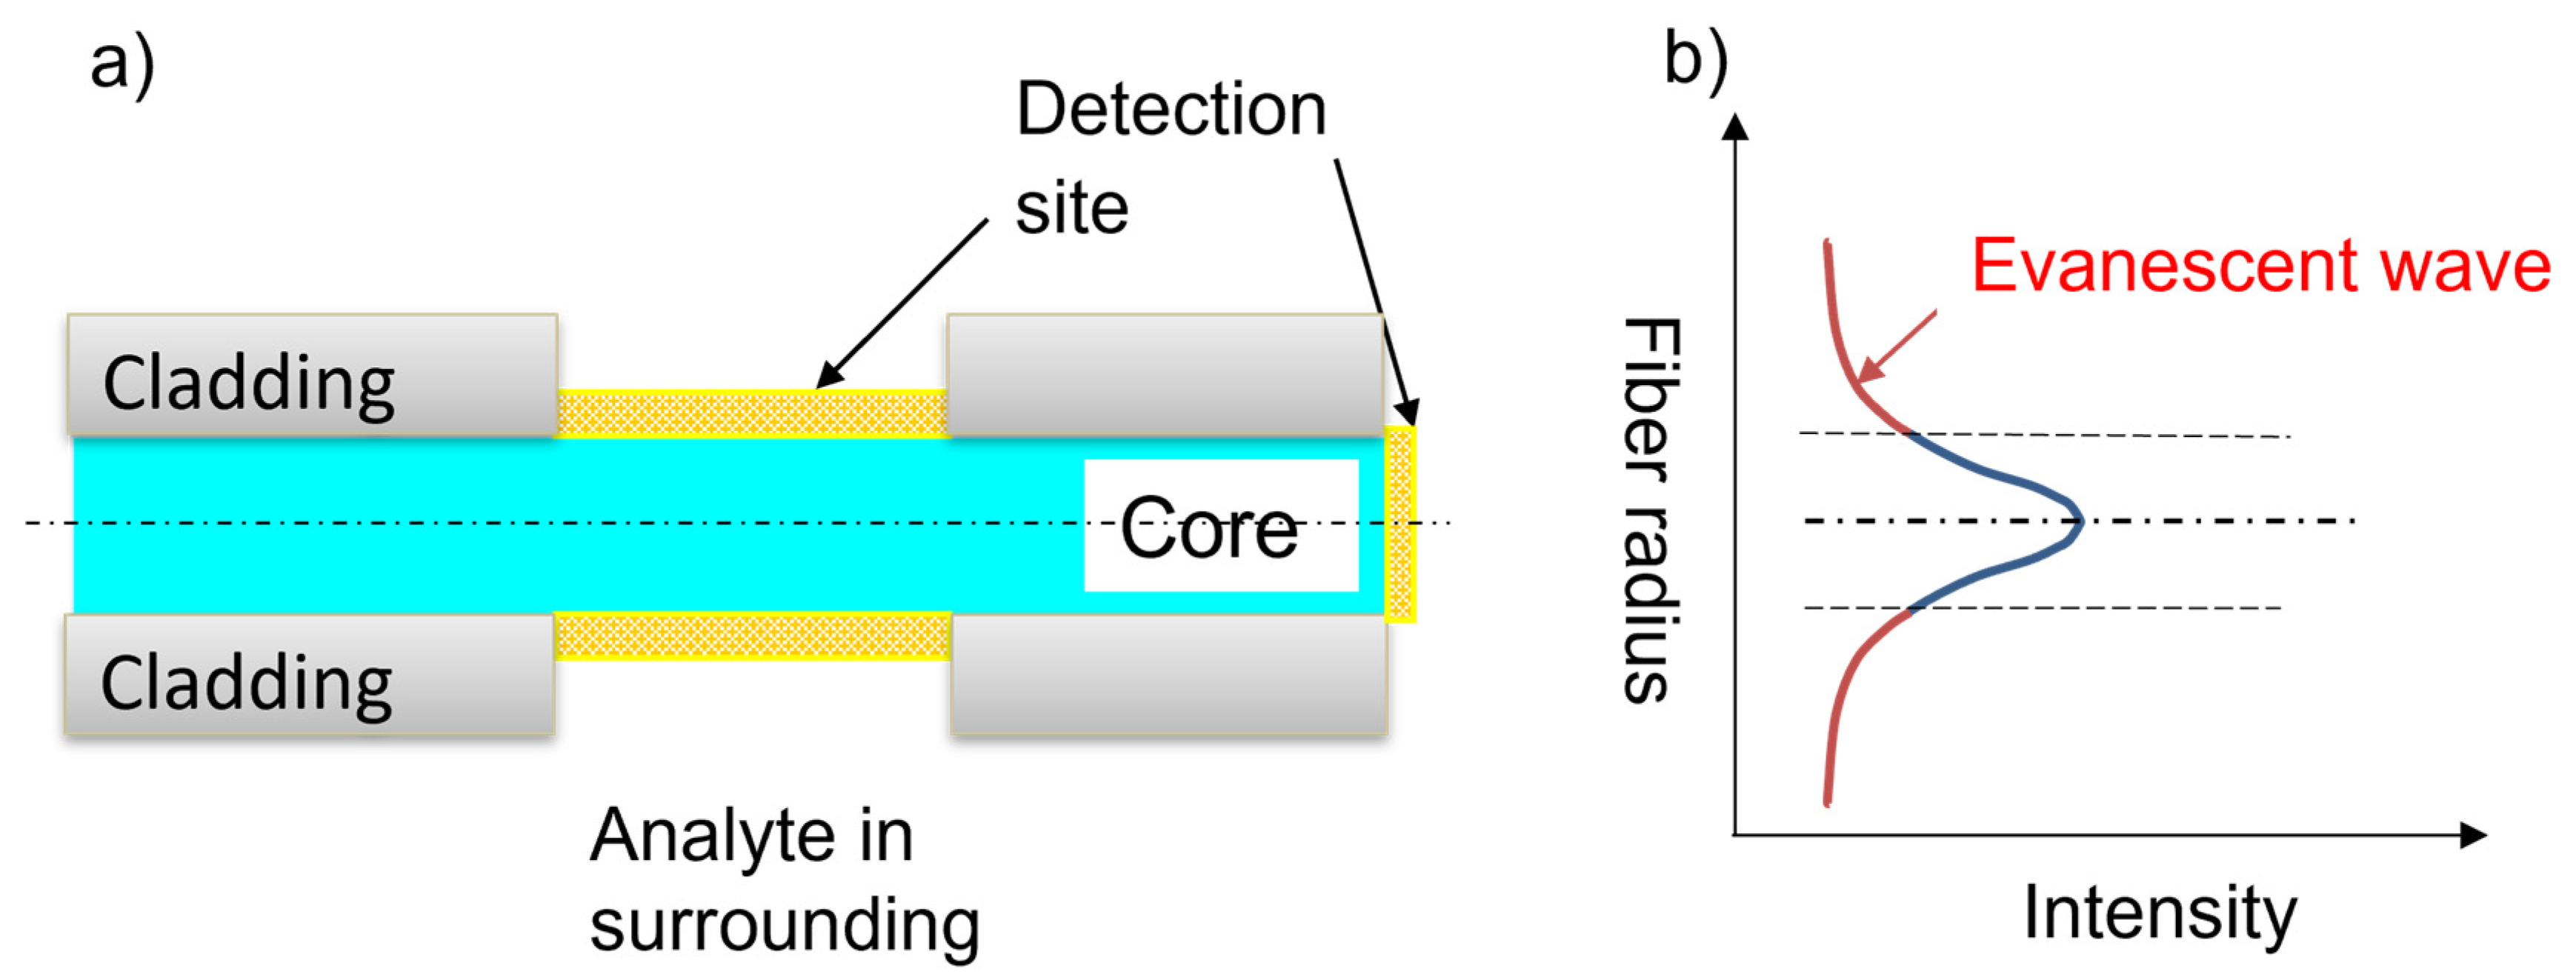 a)
Detection
site
Cladding
Core
Cladding
Analyte in
surrounding
b)
Evanescent wave
Fiber radius
Intensity